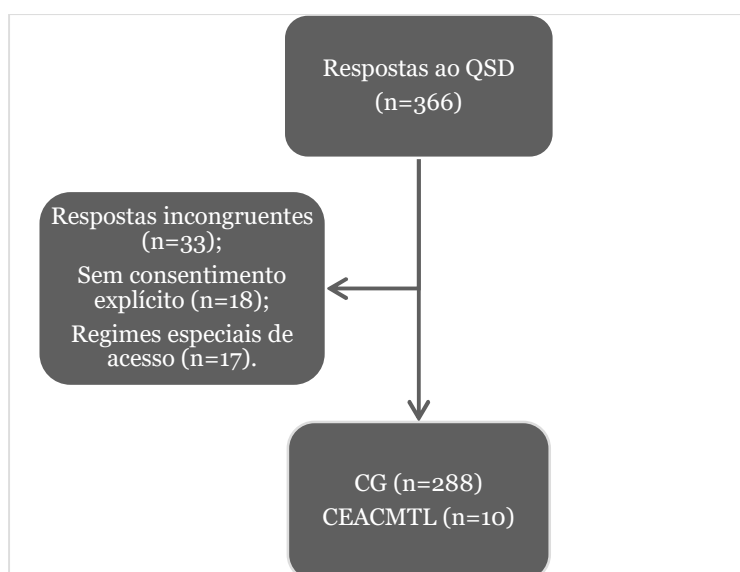 Respostas ao QSD
(n=366)
Respostas incongruentes
(n=33);
Sem consentimento
explícito (n=18);
Regimes especiais de
acesso (n=17).
CG (n=288)
CEACMTL (n=10)